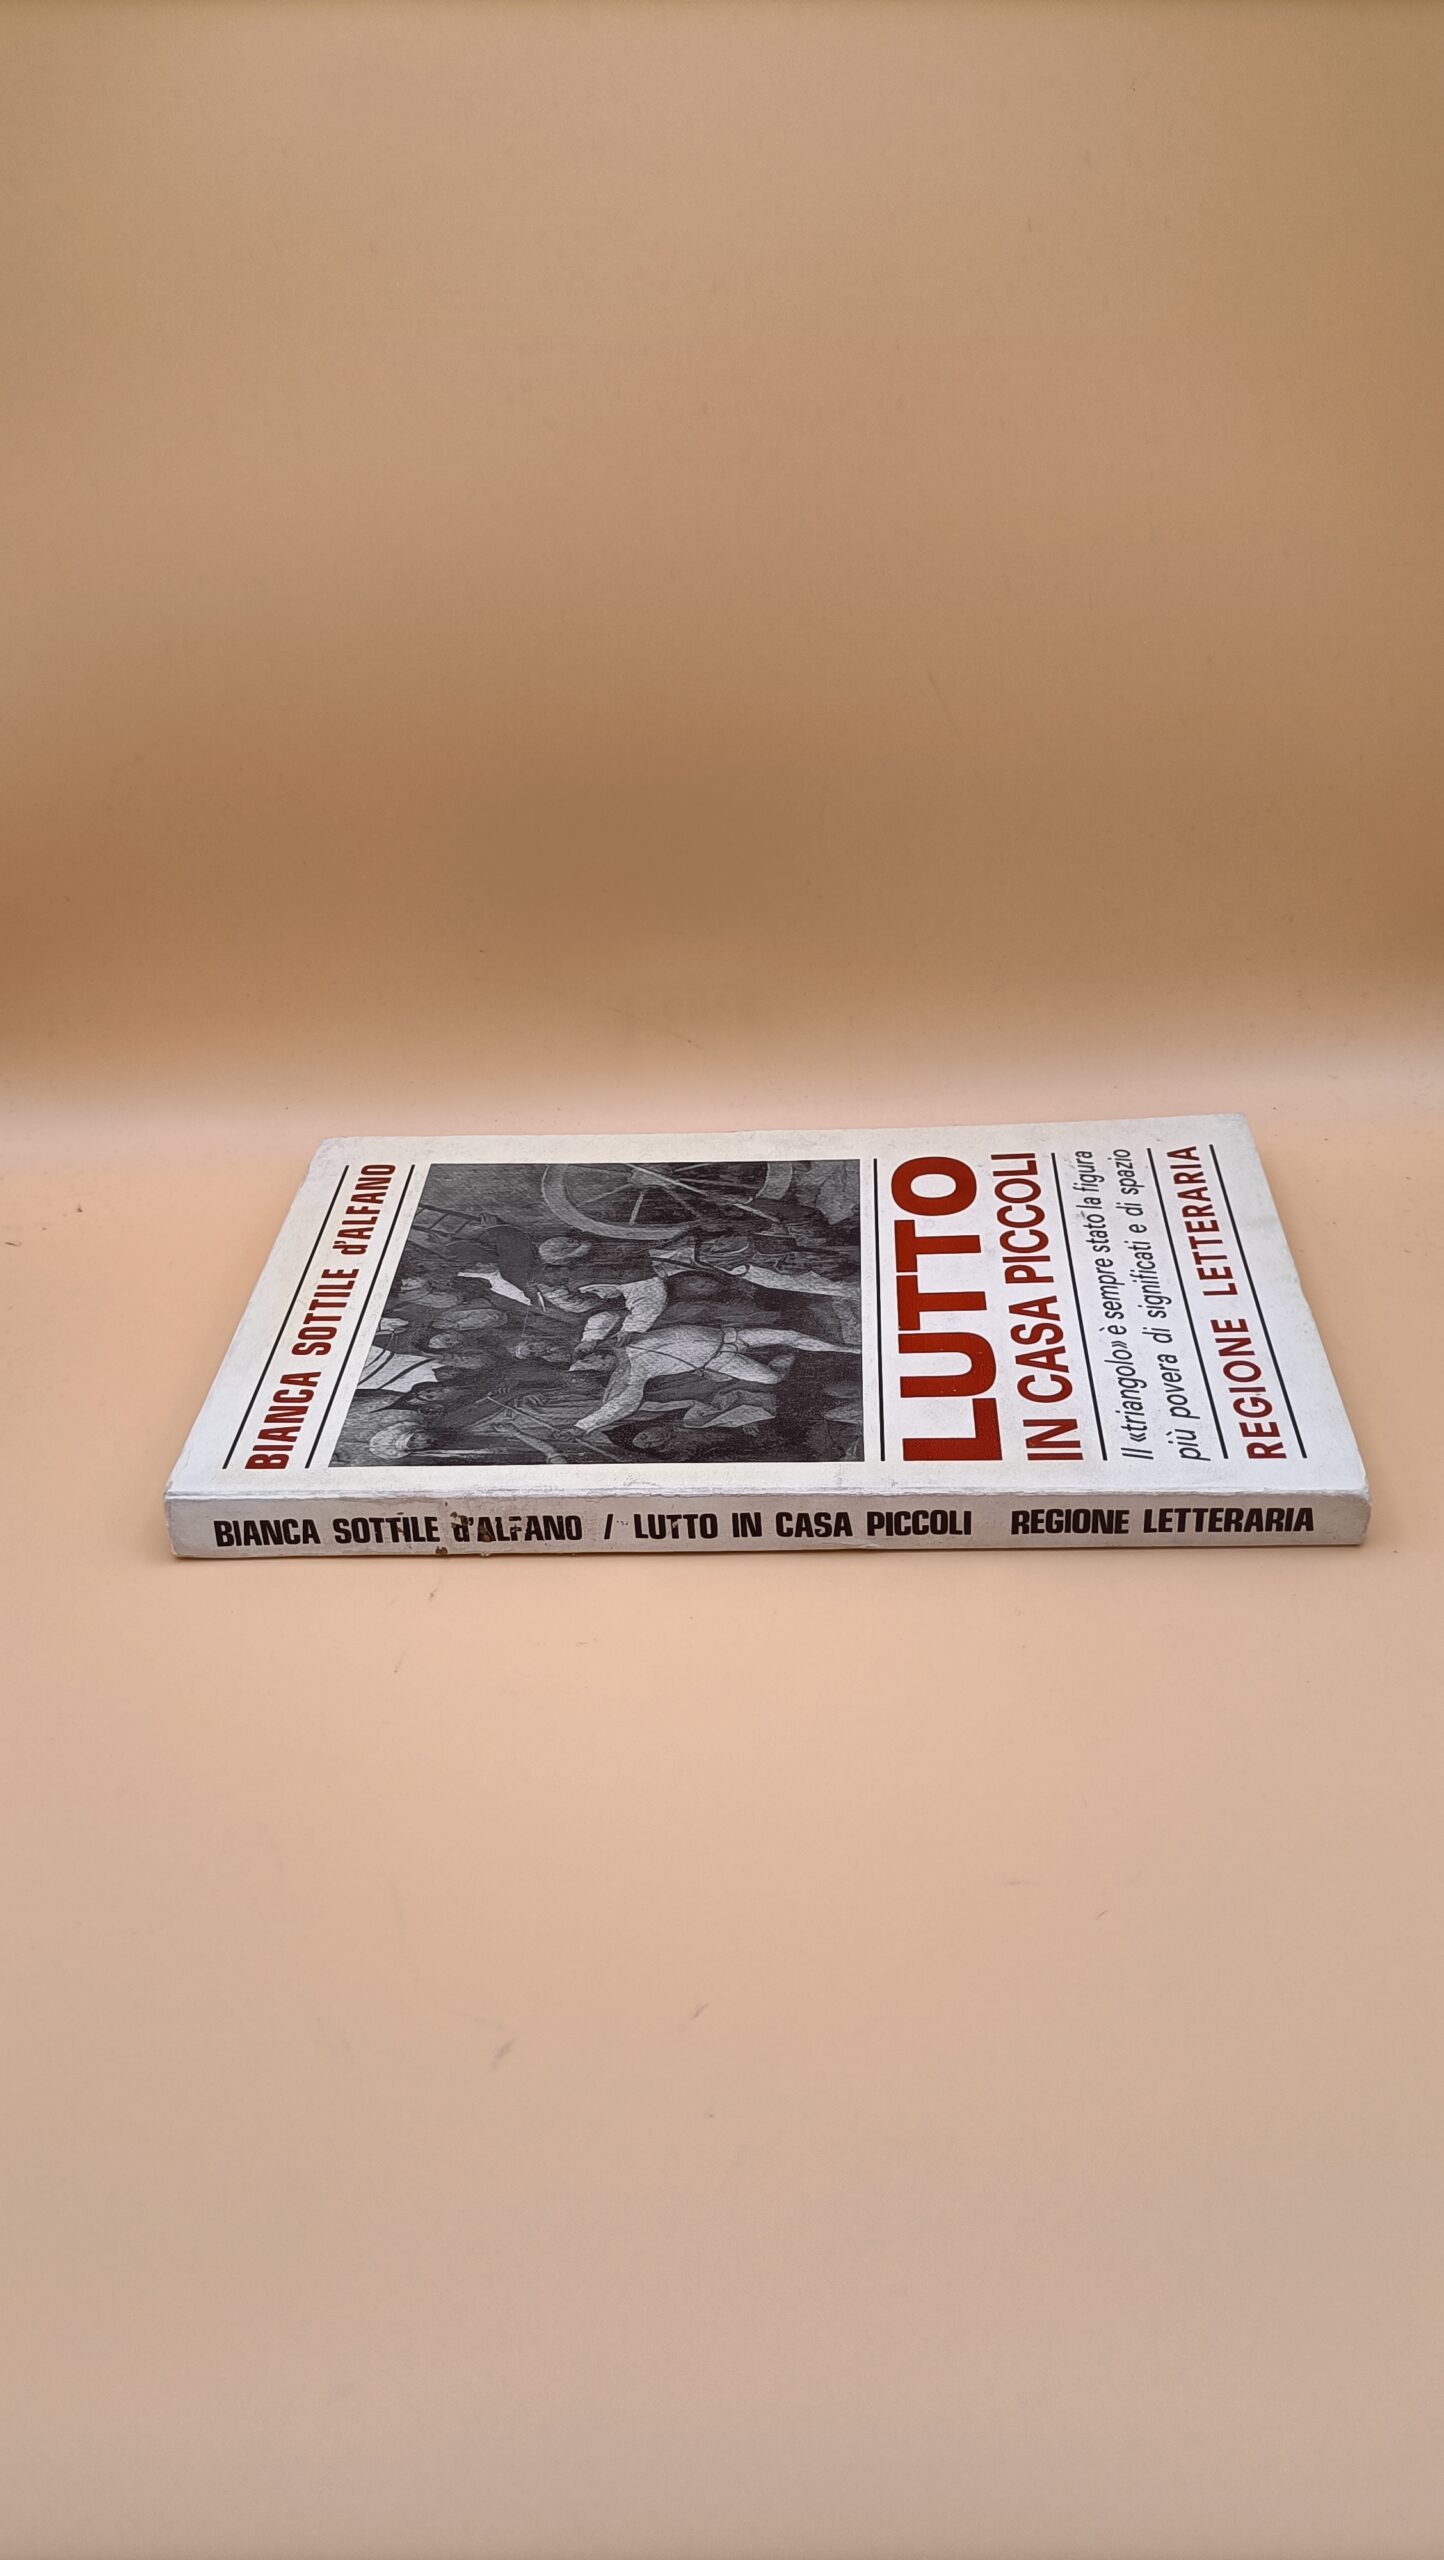 BIANCA SOTTILE d'ALFANO
LUTTO
IN CASA PICCOLI
Il «triangolo» è sempre stato la figura
più povera di significati e di spazio
REGIONE LETTERARIA
BIANCA SOTTILE d'ALFANO / LUTTO IN CASA PICCOLI REGIONE LETTERARIA